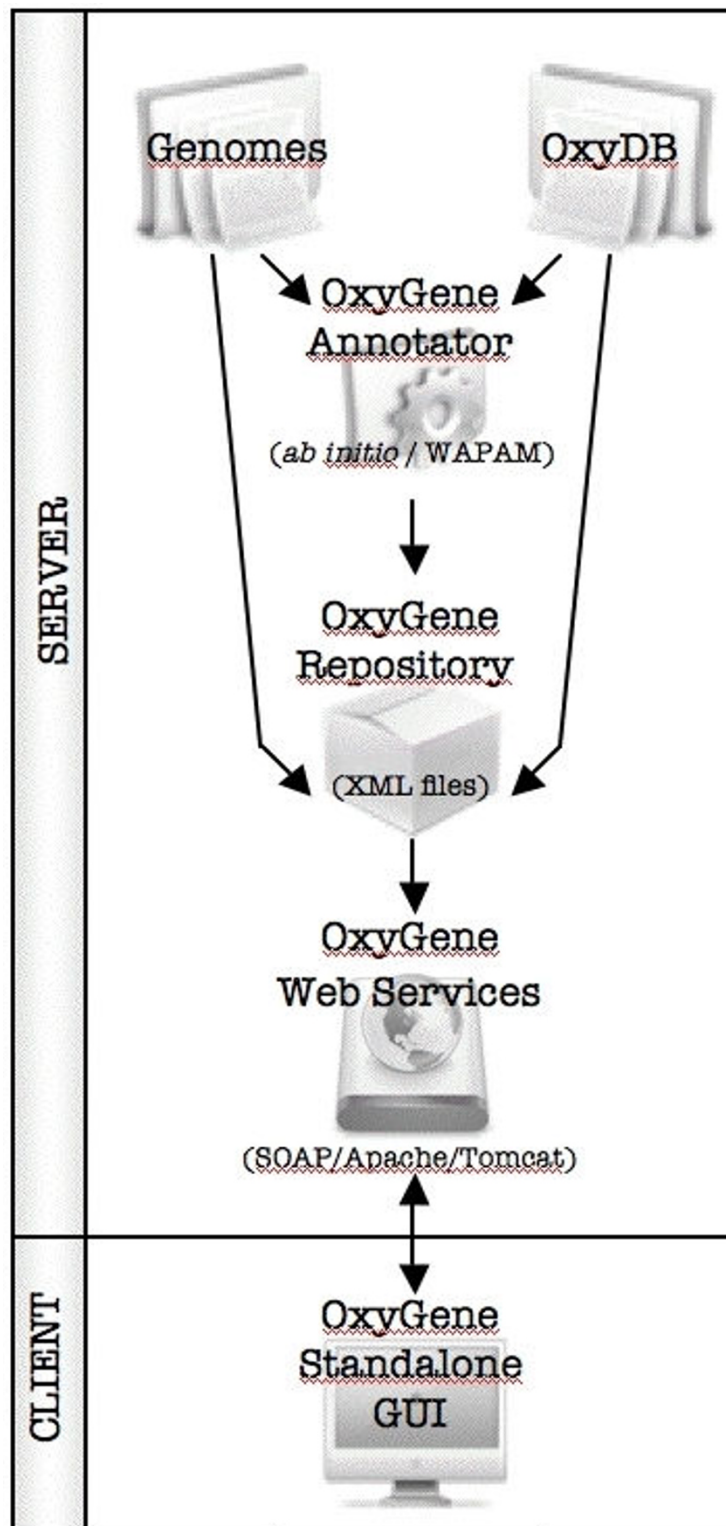 Genomes
OxyDB
OxyGene
Annotator
(ab initio / WAPAM)
OxyGene
Repository
(XML files)
OxyGene
Web Services
(SOAP/Apache/Tomcat)
SERVER
OxyGene
Standalone
GUI
CLIENT